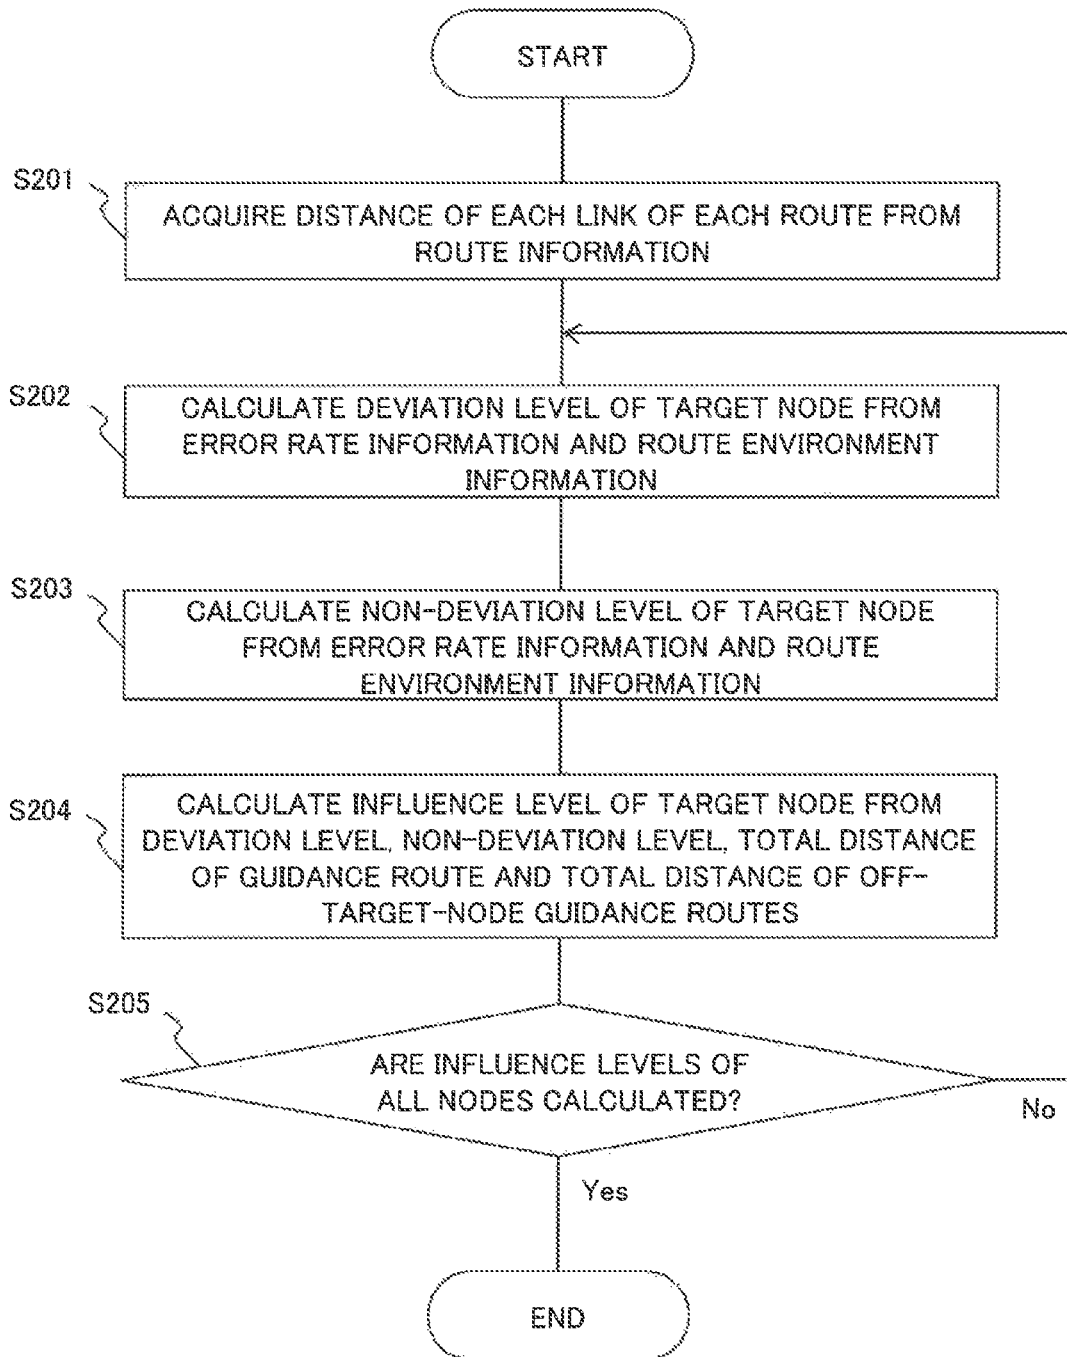 START
S201
ACQUIRE DISTANCE OF EACH LINK OF EACH ROUTE FROM
ROUTE INFORMATION
S202
CALCULATE DEVIATION LEVEL OF TARGET NODE FROM
ERROR RATE INFORMATION AND ROUTE ENVIRONMENT
INFORMATION
S203
CALCULATE NON-DEVIATION LEVEL OF TARGET NODE
FROM ERROR RATE INFORMATION AND ROUTE
ENVIRONMENT INFORMATION
S204
CALCULATE INFLUENCE LEVEL OF TARGET NODE FROM
DEVIATION LEVEL, NON-DEVIATION LEVEL, TOTAL DISTANCE
OF GUIDANCE ROUTE AND TOTAL DISTANCE OF OFF-
TARGET-NODE GUIDANCE ROUTES
S205
ARE INFLUENCE LEVELS OF
ALL NODES CALCULATED?
No
Yes
END